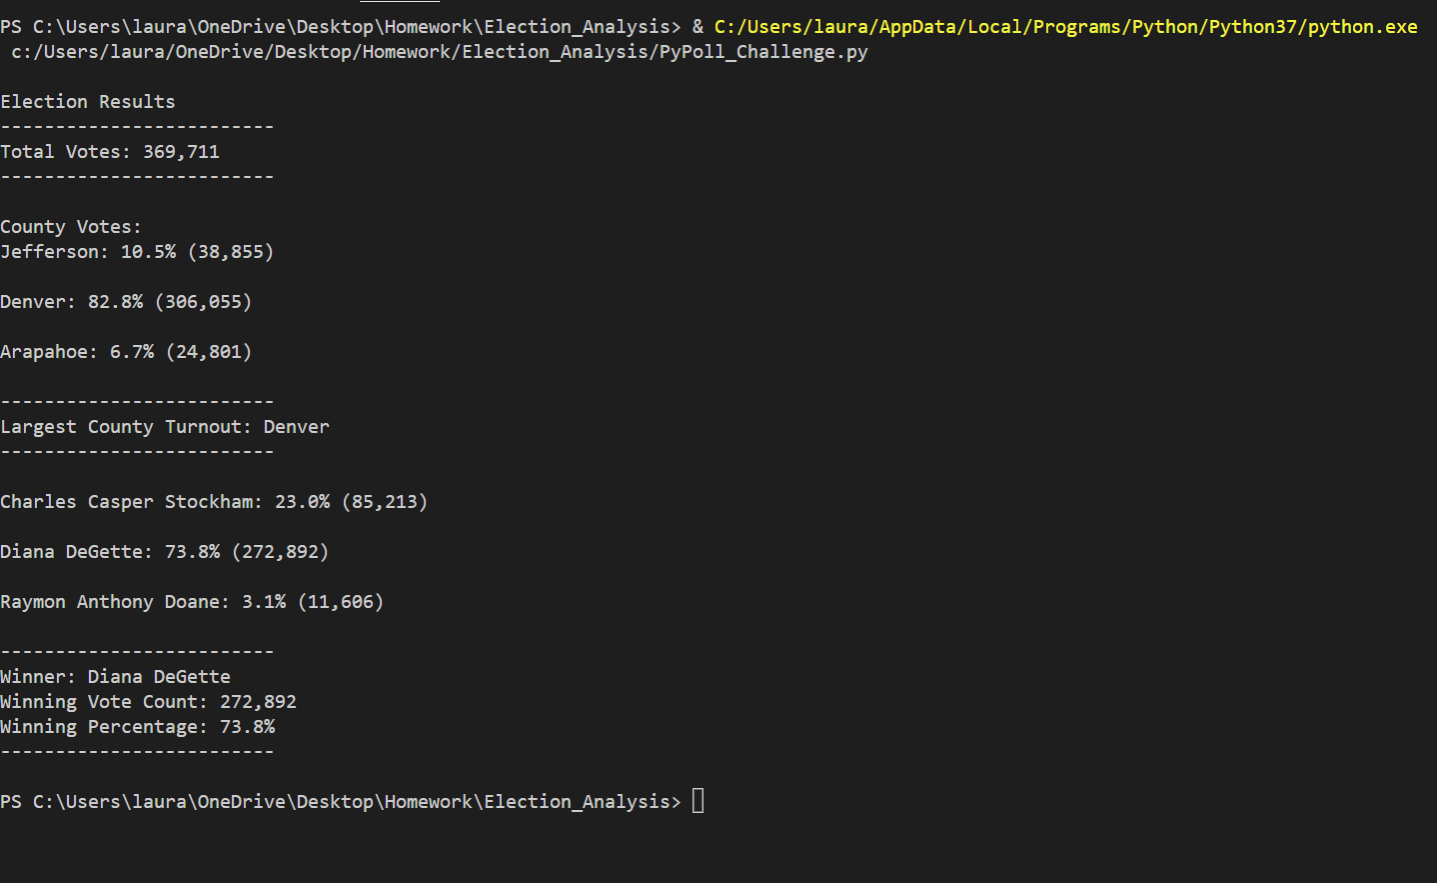 PS C:\Users\laura\OneDrive\Desktop\Homework\Election_Analysis> & C:/Users/laura/AppData/Local/Programs/Python/Python37/python.exe
c:/Users/laura/OneDrive/Desktop/Homework/Election_Analysis/PyPoll_Challenge.py
Election Results
-------------------------
Total Votes: 369,711
-------------------------
County Votes:
Jefferson: 10.5% (38,855)
Denver: 82.8% (306,055)
Arapahoe: 6.7% (24,801)
-------------------------
Largest County Turnout: Denver
-------------------------
Charles Casper Stockham: 23.0% (85,213)
Diana DeGette: 73.8% (272,892)
Raymon Anthony Doane: 3.1% (11,606)
-------------------------
Winner: Diana DeGette
Winning Vote Count: 272,892
Winning Percentage: 73.8%
-------------------------
PS C:\Users\laura\OneDrive\Desktop\Homework\Election_Analysis>